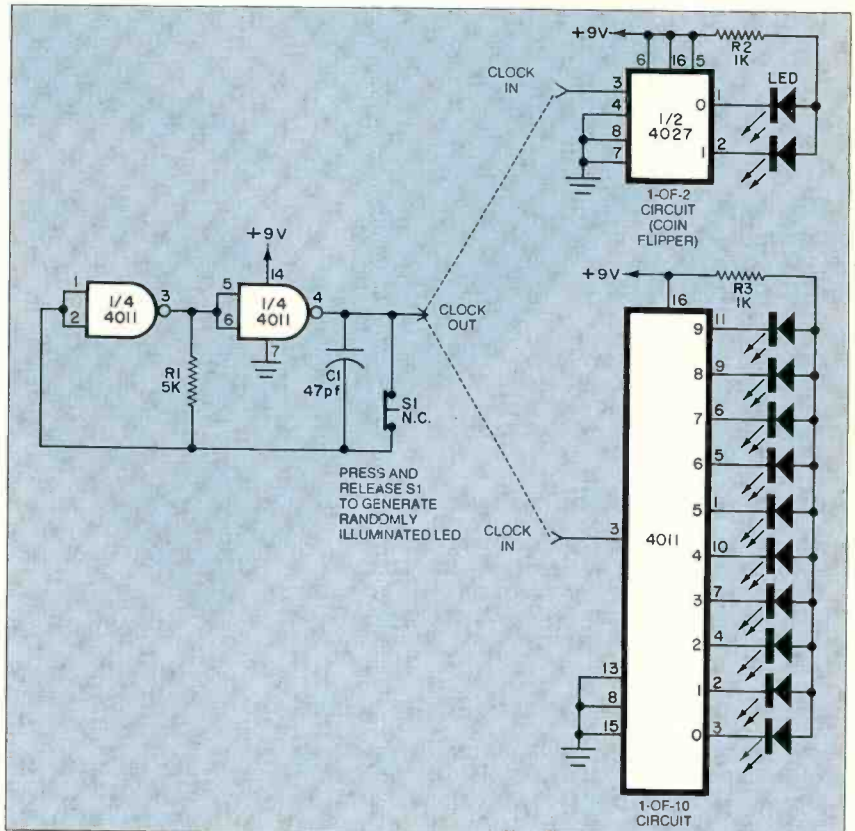 +9V
R2
1K
6
16
5
LED
CLOCK
IN
3
4
8
7
0
1
1/2
4027
1
2
1-OF-2
CIRCUIT
(COIN
FLIPPER)
+9V
1
2
1/4
4011
3
R1
5K
5
6
1/4
4011
14
4
7
C1
47pf
S1
N.C.
CLOCK
OUT
PRESS AND
RELEASE S1
TO GENERATE
RANDOMLY
ILLUMINATED LED
+9V
R3
1K
16
CLOCK
IN
3
4011
13
8
15
9 11
8 9
7 6
6 5
5 1
4 10
3 7
2 4
1 2
0 3
1-OF-10
CIRCUIT